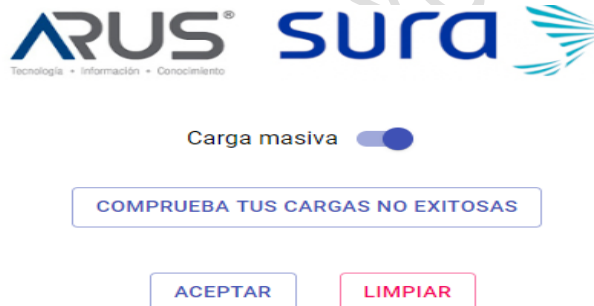 ARUS® sura
Tecnología • Información • Conocimiento
Carga masiva
COMPRUEBA TUS CARGAS NO EXITOSAS
ACEPTAR LIMPIAR